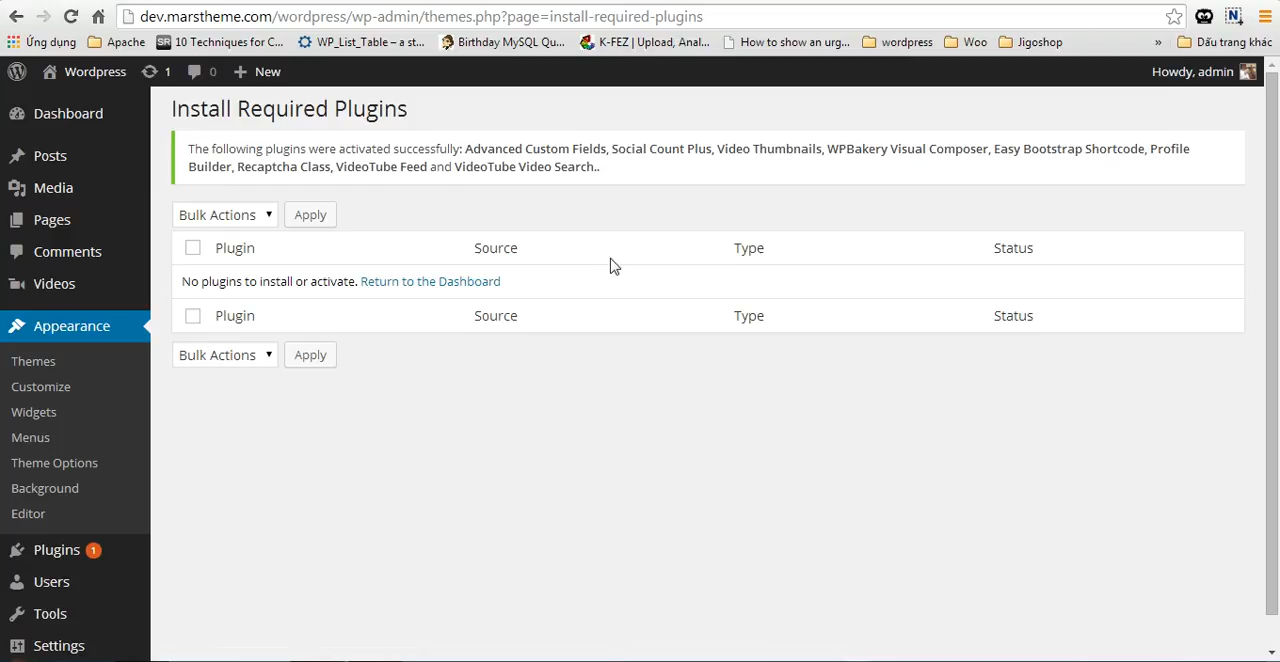 dev.marstheme.com/wordpress/wp-admin/themes.php?page=install-required-plugins
Ứng dụng Apache SR 10 Techniques for C... WP_List_Table – a st... Birthday MySQL Qu... K-FEZ | Upload, Anal... How to show an urg... wordpress Woo Jigoshop » Dấu trang khác
Wordpress 1 0 + New Howdy, admin
Dashboard
Posts
Media
Pages
Comments
Videos
Appearance
Themes
Customize
Widgets
Menus
Theme Options
Background
Editor
Plugins 1
Users
Tools
Settings
Install Required Plugins
The following plugins were activated successfully: Advanced Custom Fields, Social Count Plus, Video Thumbnails, WPBakery Visual Composer, Easy Bootstrap Shortcode, Profile
Builder, Recaptcha Class, VideoTube Feed and VideoTube Video Search..
Bulk Actions Apply
Plugin Source Type Status
No plugins to install or activate. Return to the Dashboard
Plugin Source Type Status
Bulk Actions Apply